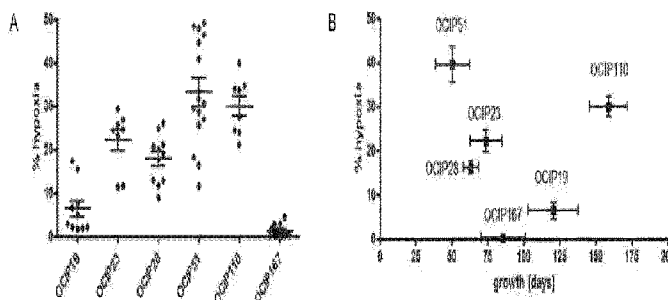 A
% hypoxia
50
40
30
20
10
0
OCIP19
OCIP23
OCIP28
OCIP51
OCIP110
OCIP167
B
% hypoxia
50
40
30
20
10
0
OCIP51
OCIP110
OCIP23
OCIP28
OCIP19
OCIP167
0
25
50
75
100
125
150
175
growth [days]